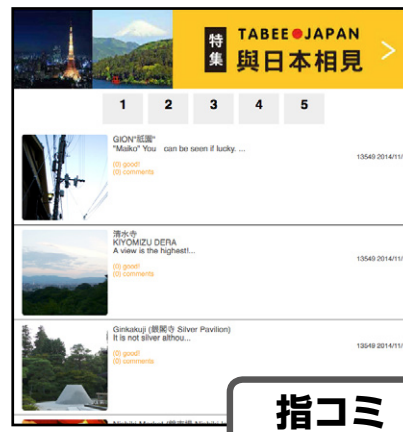 特集
TABEE●JAPAN
與日本相見
1 2 3 4 5
GION"祇園"
"Maiko" You can be seen if lucky. ...
13549 2014/11/
(0) good!
(0) comments
清水寺
KIYOMIZU DERA
A view is the highest!...
13549 2014/11/
(0) good!
(0) comments
Ginkakuji (銀閣寺 Silver Pavilion)
It is not silver althou...
13549 2014/11/
(0) good!
(0) comments
指コミ